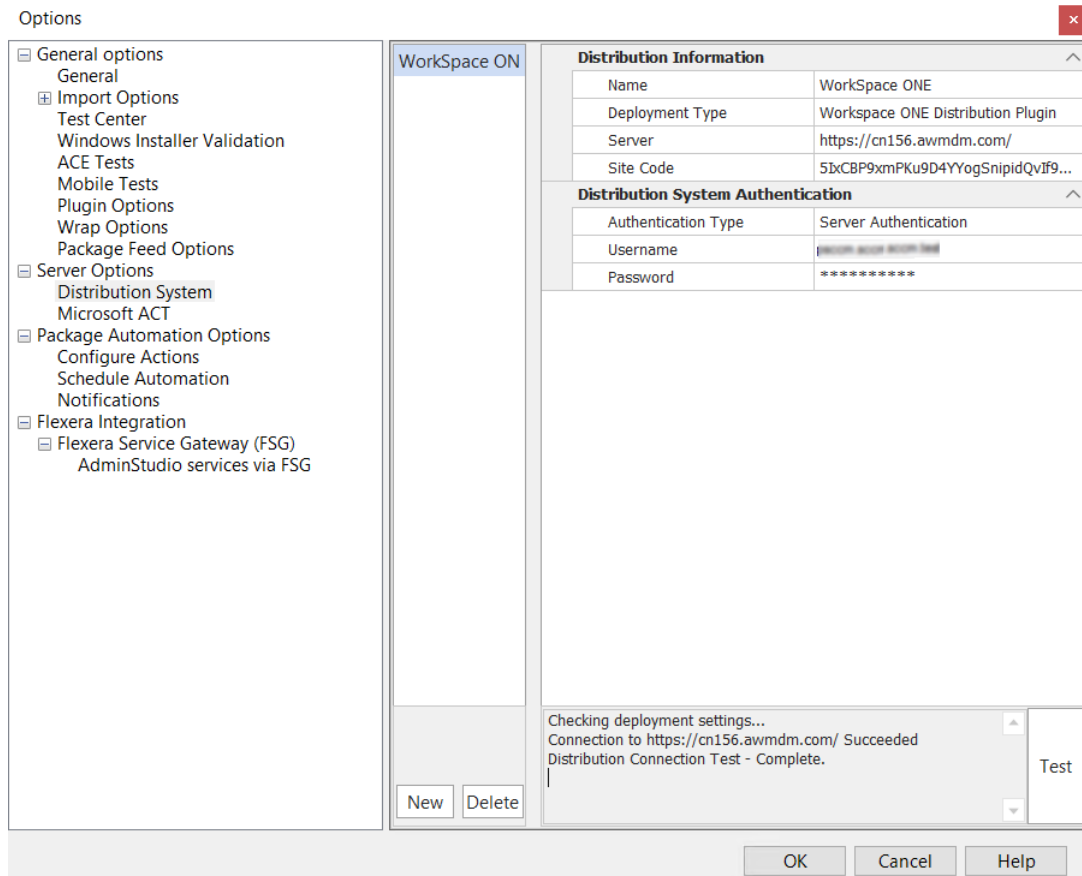 Options
General options
General
Import Options
Test Center
Windows Installer Validation
ACE Tests
Mobile Tests
Plugin Options
Wrap Options
Package Feed Options
Server Options
Distribution System
Microsoft ACT
Package Automation Options
Configure Actions
Schedule Automation
Notifications
Flexera Integration
Flexera Service Gateway (FSG)
AdminStudio services via FSG
WorkSpace ON
New Delete
Distribution Information
Name WorkSpace ONE
Deployment Type Workspace ONE Distribution Plugin
Server https://cn156.awmdm.com/
Site Code 5IxCBP9xmPKu9D4YYogSnipidQvIf9...
Distribution System Authentication
Authentication Type Server Authentication
Username
Password **********
Checking deployment settings...
Connection to https://cn156.awmdm.com/ Succeeded
Distribution Connection Test - Complete.
Test
OK Cancel Help